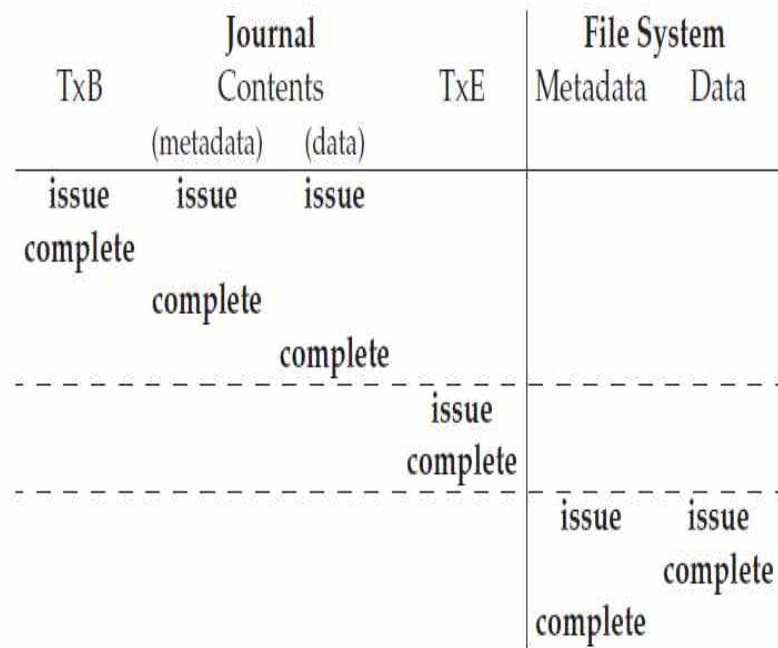 Journal File System
TxB Contents TxE Metadata Data
(metadata) (data)
issue issue issue
complete
complete
complete
issue
complete
issue issue
complete
complete